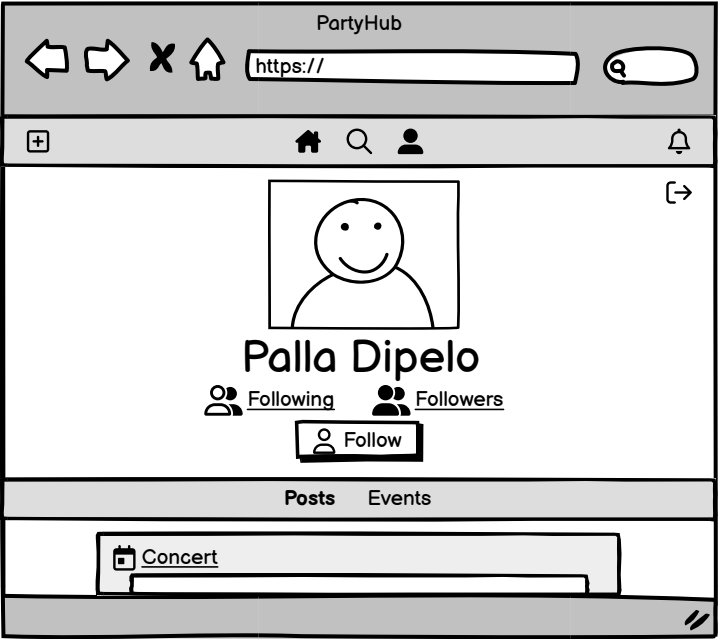 PartyHub
https://
Palla Dipelo
Following Followers
Follow
Posts Events
Concert